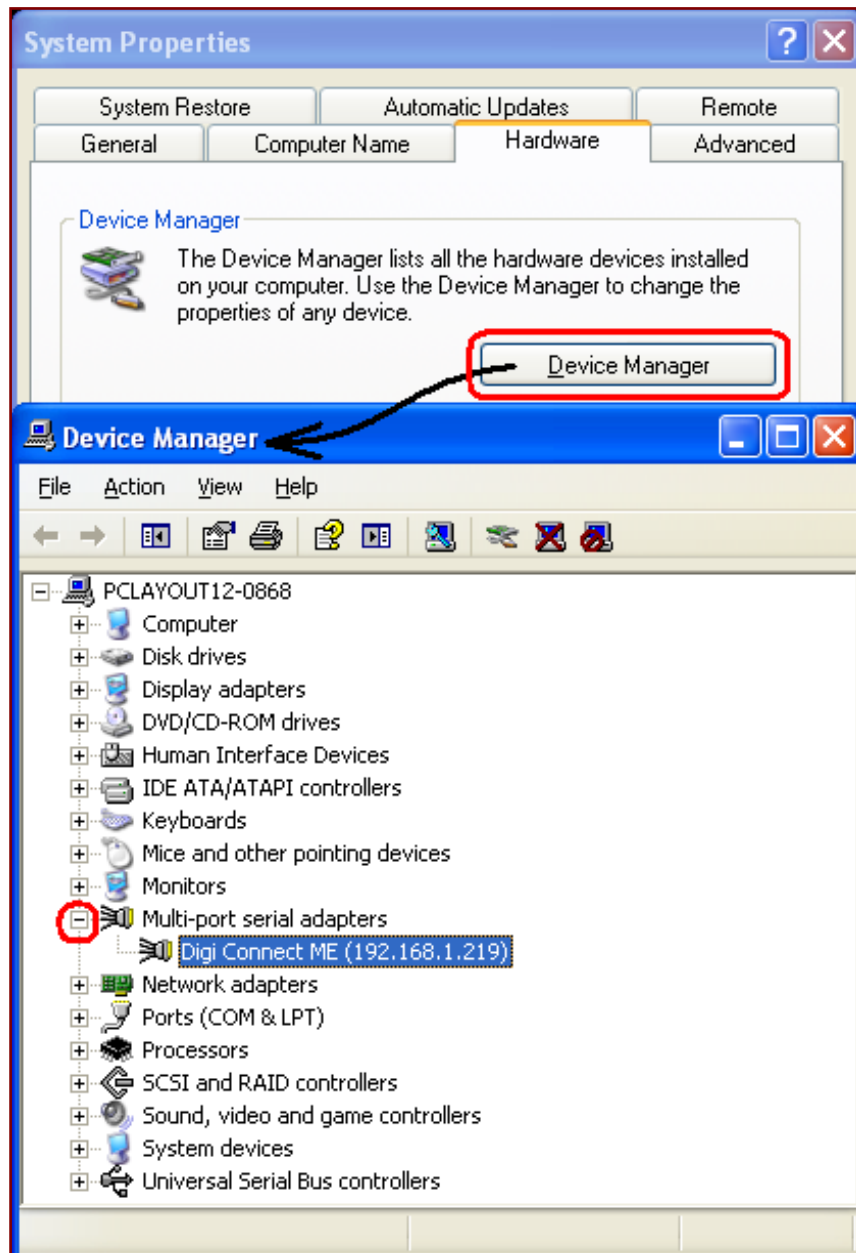 System Properties
System Restore
Automatic Updates
Remote
General
Computer Name
Hardware
Advanced
Device Manager
The Device Manager lists all the hardware devices installed
on your computer. Use the Device Manager to change the
properties of any device.
Device Manager
Device Manager
File Action View Help
PCLAYOUT12-0868
Computer
Disk drives
Display adapters
DVD/CD-ROM drives
Human Interface Devices
IDE ATA/ATAPI controllers
Keyboards
Mice and other pointing devices
Monitors
Multi-port serial adapters
Digi Connect ME (192.168.1.219)
Network adapters
Ports (COM & LPT)
Processors
SCSI and RAID controllers
Sound, video and game controllers
System devices
Universal Serial Bus controllers